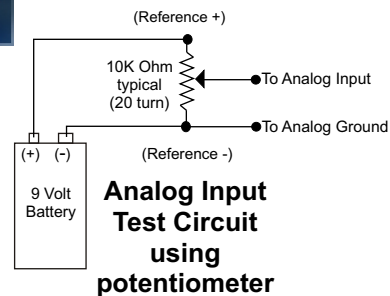 (Reference +)
10K Ohm
typical
(20 turn)
To Analog Input
To Analog Ground
(+) (-)
(Reference -)
9 Volt
Battery
Analog Input
Test Circuit
using
potentiometer